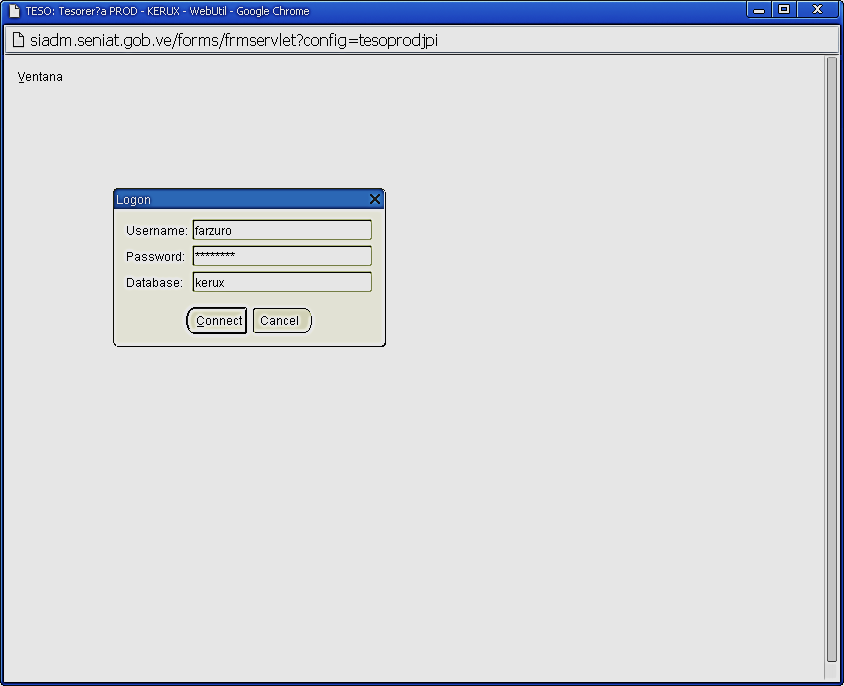 TESO: Tesorer?a PROD - KERUX - WebUtil - Google Chrome
siadm.seniat.gob.ve/forms/frmservlet?config=tesoprodjpi
Ventana
Logon
Username: farzuro
Password: ********
Database: kerux
Connect Cancel